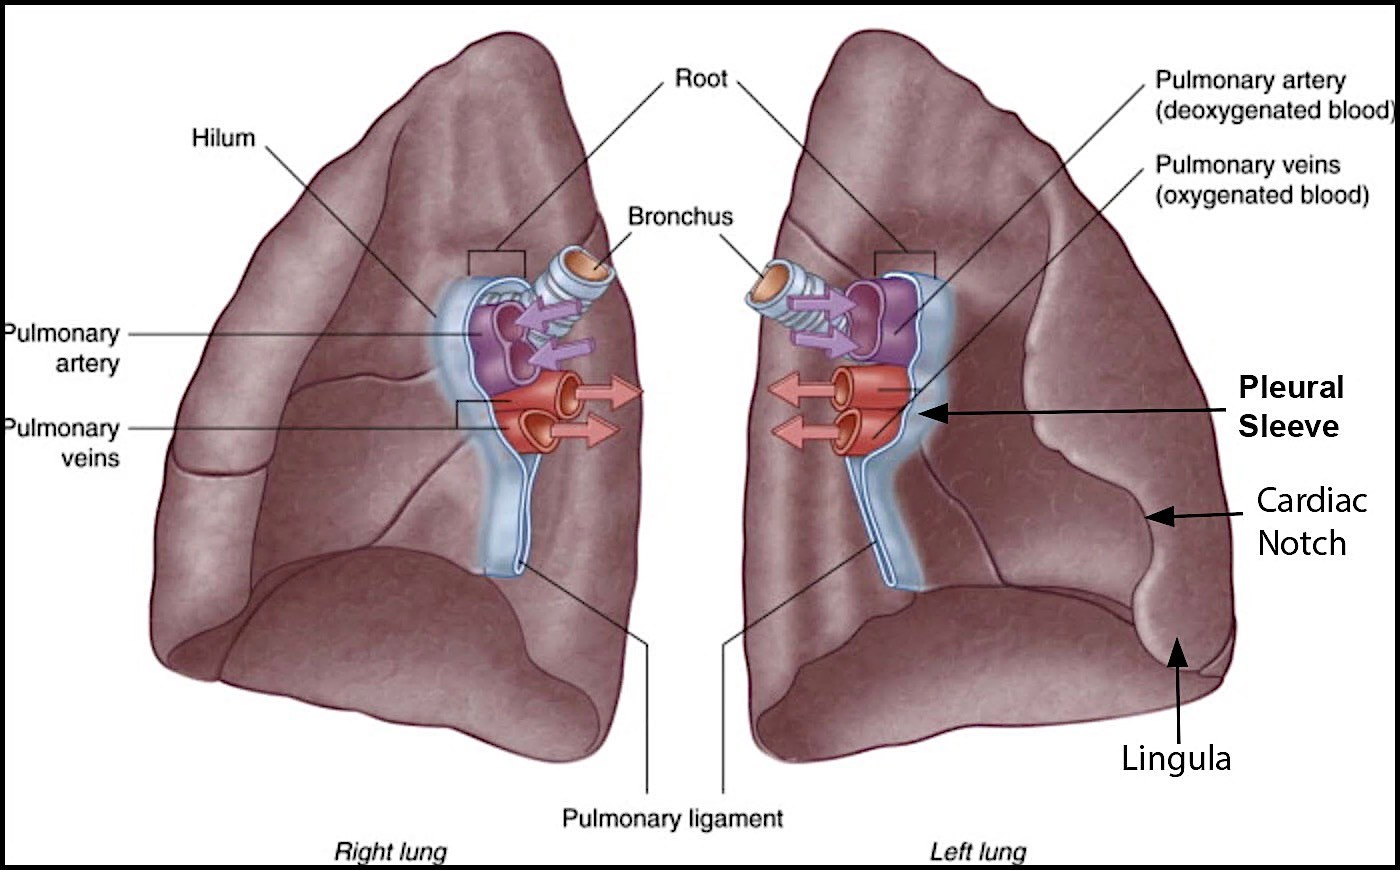 Root
Pulmonary artery
(deoxygenated blood)
Hilum
Pulmonary veins
(oxygenated blood)
Bronchus
Pulmonary
artery
Pleural
Sleeve
Pulmonary
veins
Cardiac
Notch
Lingula
Pulmonary ligament
Right lung
Left lung